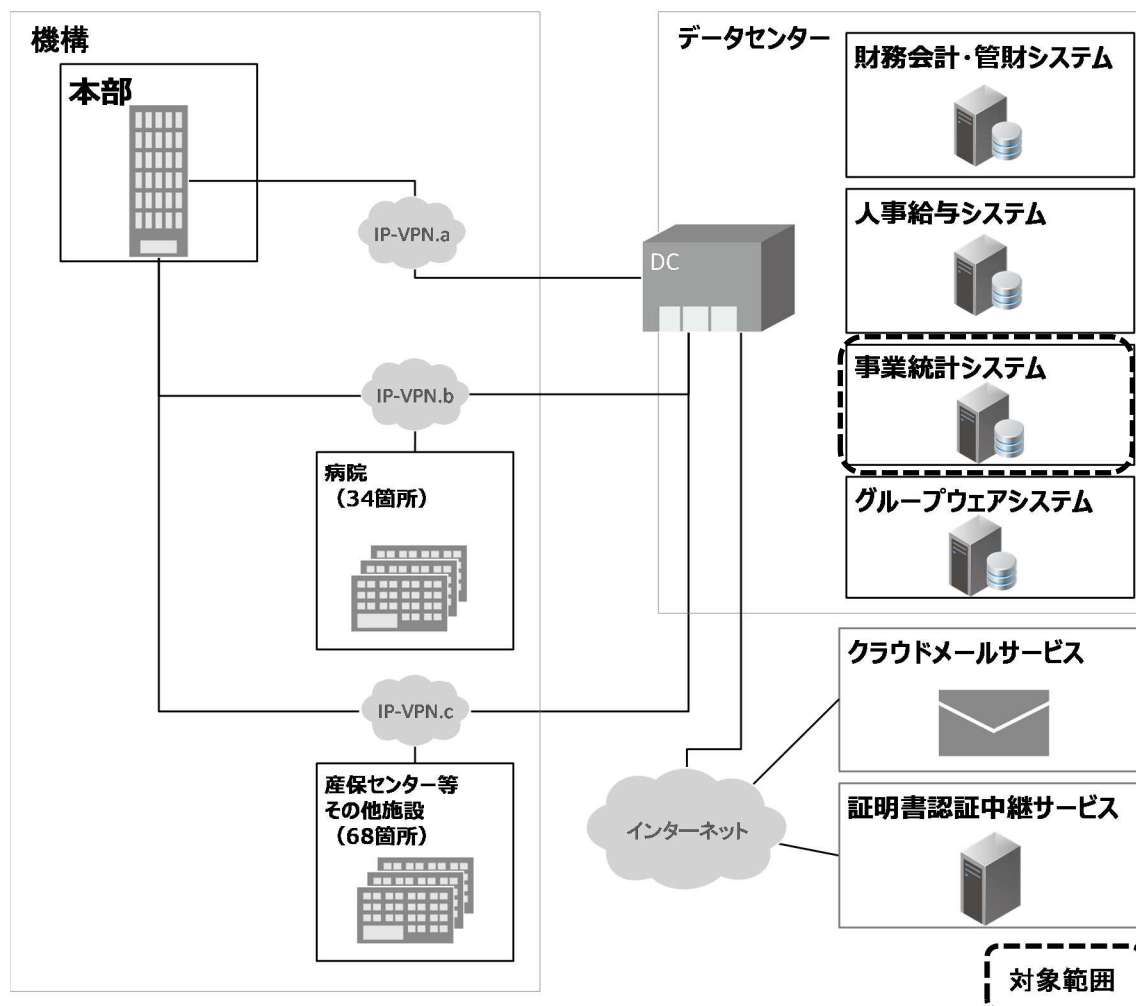 機構
本部
IP-VPN.a
IP-VPN.b
病院
（34箇所）
IP-VPN.c
産保センター等
その他施設
（68箇所）
データセンター
DC
財務会計・管財システム
人事給与システム
事業統計システム
グループウェアシステム
インターネット
クラウドメールサービス
証明書認証中継サービス
対象範囲